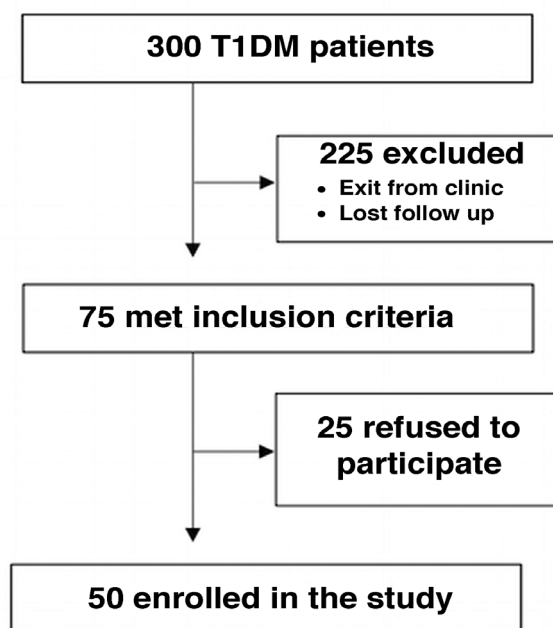 300 T1DM patients
225 excluded
• Exit from clinic
• Lost follow up
75 met inclusion criteria
25 refused to
participate
50 enrolled in the study